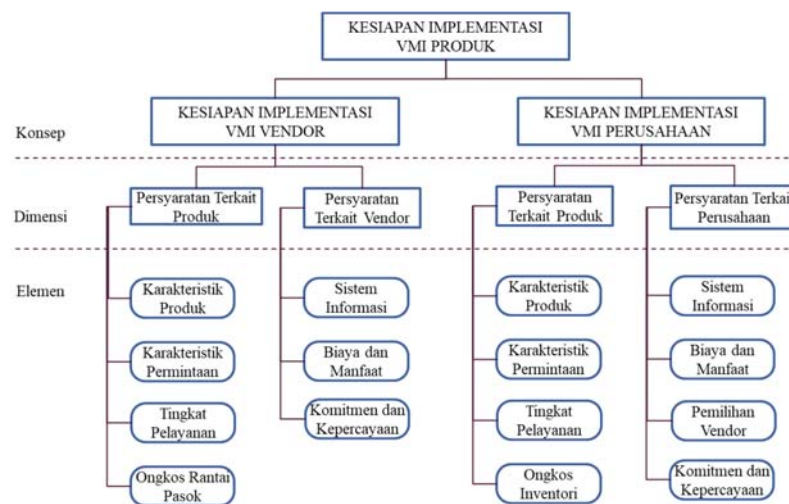 KESIAPAN IMPLEMENTASI
VMI PRODUK
KESIAPAN IMPLEMENTASI
VMI VENDOR
KESIAPAN IMPLEMENTASI
VMI PERUSAHAAN
Konsep
Dimensi
Persyaratan Terkait
Produk
Persyaratan
Terkait Vendor
Persyaratan
Terkait Produk
Persyaratan Terkait
Perusahaan
Elemen
Karakteristik
Produk
Karakteristik
Permintaan
Tingkat
Pelayanan
Ongkos Rantai
Pasok
Sistem
Informasi
Biaya dan
Manfaat
Komitmen dan
Kepercayaan
Karakteristik
Produk
Karakteristik
Permintaan
Tingkat
Pelayanan
Ongkos
Inventori
Sistem
Informasi
Biaya dan
Manfaat
Pemilihan
Vendor
Komitmen dan
Kepercayaan